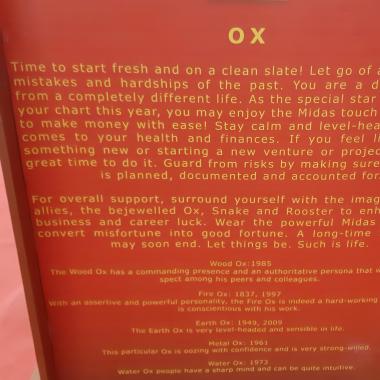 OX
Time to start fresh and on a clean slate! Let go of
mistakes and hardships of the past. You are a
from a completely different life. As the special star
your chart this year, you may enjoy the Midas touch
to make money with ease! Stay calm and
comes to your health and finances. If you feel
something new or starting a new venture or
great time to do it. Guard from risks by making sure
is planned, documented and accounted for.
For overall support, surround yourself with the
allies, the bejewelled Ox, Snake and Rooster to
business and career luck. Wear the powerful Midas
convert misfortune into good fortune. A long-time
may soon end. Let things be. Such is life.
Wood Ox:1985
The Wood Ox has a commanding presence and an authoritative persona that
spect among peers and colleagues.
Fire Ox: 1937, 1997
With an assertive and powerful personality, the Fire Ox is indeed a hard-working
is conscientious with his work.
Earth Ox: 1949, 2009
The Earth Ox is very level-headed and sensible in life.
Metal Ox: 1961
This particular Ox is oozing with confidence and is very strong-willed.
Water Ox: 1973
Water Ox people have a sharp mind and can be quite intuitive.